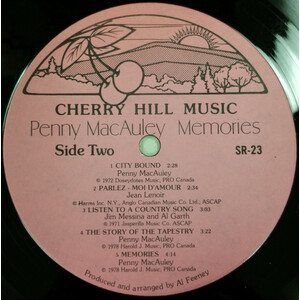 CHERRY HILL MUSIC
Penny MacAuley Memories
Side Two SR-23
1 CITY BOUND 2:28
Penny MacAuley
© 1972 Doseydotes Music; PRO Canada
2 PARLEZ - MOI D'AMOUR 2:34
Jean Lenoir
© Harms Inc. N.Y.; Anglo Canadian Music Co. Ltd.; ASCAP
3 LISTEN TO A COUNTRY SONG 2:03
Jim Messina and Al Garth
© 1971 Jasperilla Music Co. ASCAP
4 THE STORY OF THE TAPESTRY 3:22
Penny MacAuley
© 1978 Harold J. Music; PRO Canada
5 MEMORIES 4:14
Penny MacAuley
© 1978 Harold J. Music; PRO Canada
Produced and arranged by Al Feeney